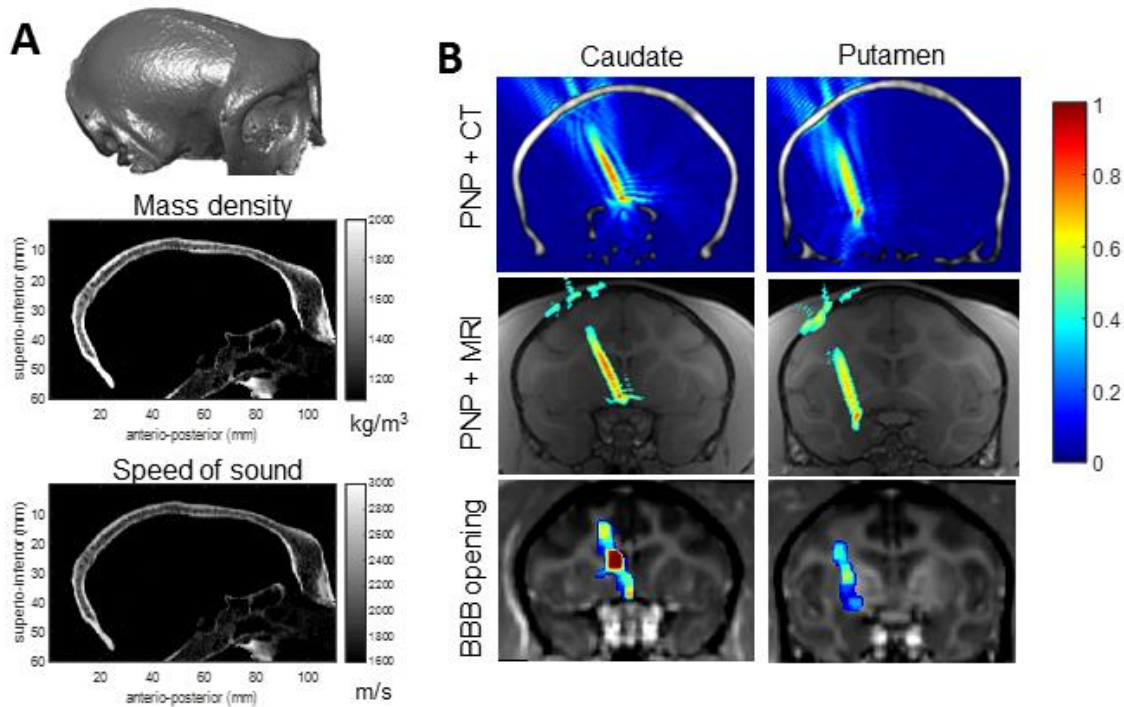 A
Mass density
superio-inferior (mm)
10
20
30
40
50
60
20
40
60
80
100
anterio-posterior (mm)
2000
1800
1600
1400
1200
kg/m³
Speed of sound
superio-inferior (mm)
10
20
30
40
50
60
20
40
60
80
100
anterio-posterior (mm)
3000
2800
2600
2400
2200
2000
1800
1600
m/s
B
Caudate
Putamen
PNP + CT
PNP + MRI
BBB opening
1
0.8
0.6
0.4
0.2
0